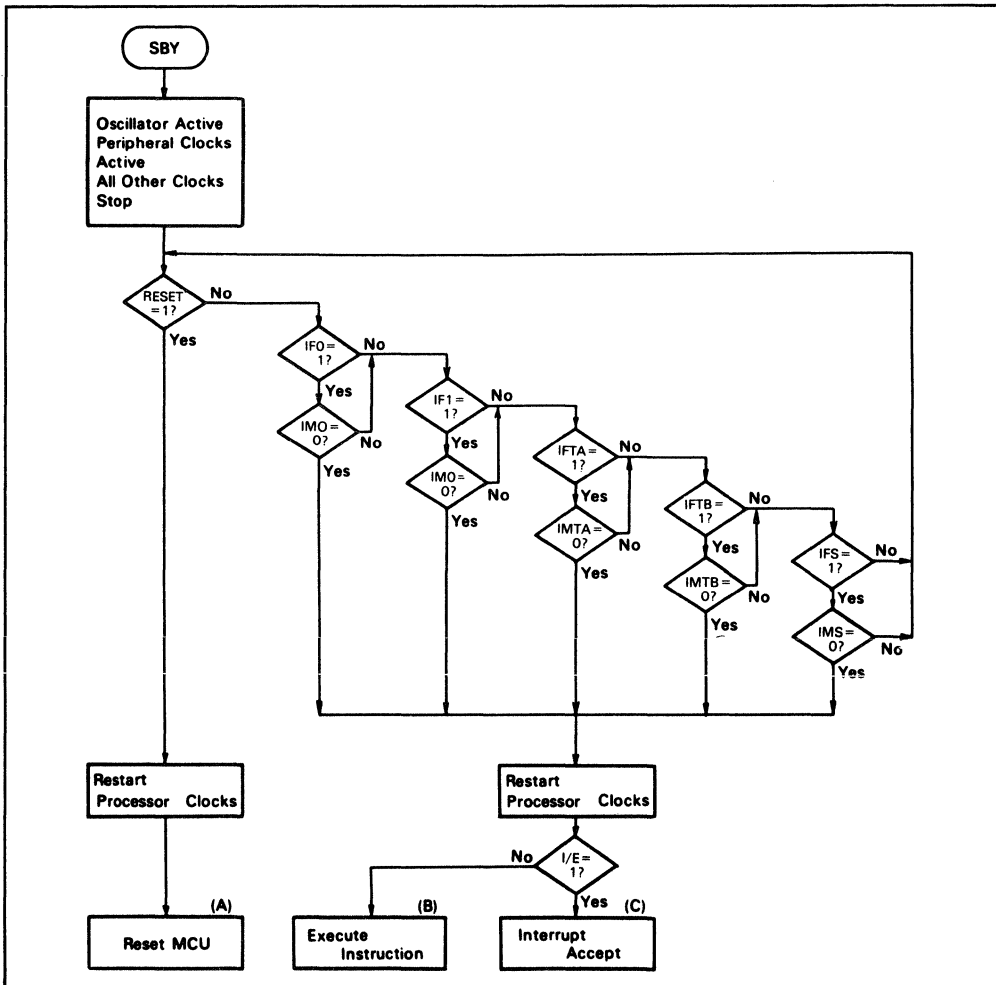 SBY
Oscillator Active
Peripheral Clocks
Active
All Other Clocks
Stop
RESET
=1?
No
Yes
IF0=
1?
No
Yes
IMO=
0?
No
Yes
IF1=
1?
No
Yes
IMO=
0?
No
Yes
IFTA=
1?
No
Yes
IMTA=
0?
No
Yes
IFTB=
1?
No
Yes
IMTB=
0?
No
Yes
IFS=
1?
No
Yes
IMS=
0?
No
Yes
Restart
Processor Clocks
Restart
Processor Clocks
I/E=
1?
No
Yes
(A)
Reset MCU
(B)
Execute
Instruction
(C)
Interrupt
Accept